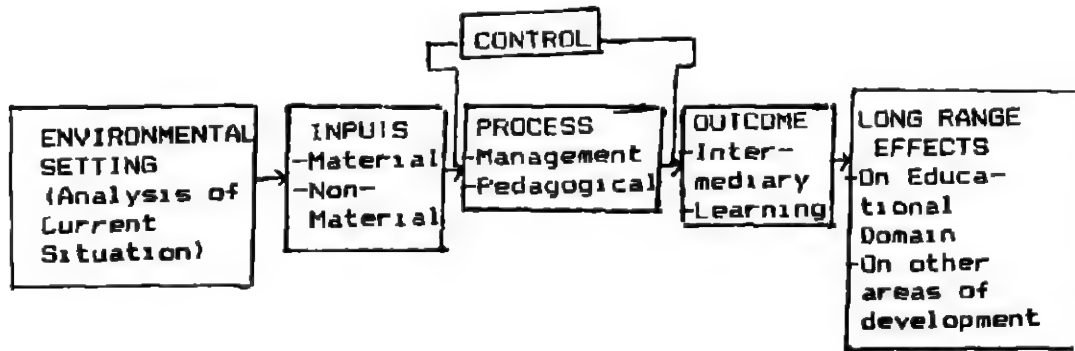 CONTROL
ENVIRONMENTAL
SETTING
(Analysis of
Current
Situation)
INPUTS
-Material
-Non-
Material
PROCESS
-Management
-Pedagogical
OUTCOME
-Inter-
mediary
-Learning
LONG RANGE
EFFECTS
-On Educa-
tional
Domain
-On other
areas of
development